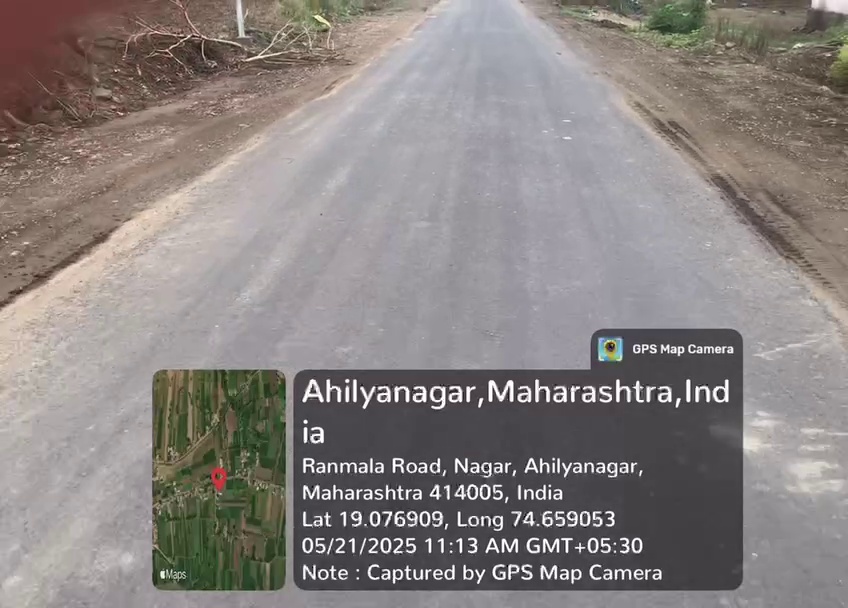 GPS Map Camera
Ahilyanagar,Maharashtra,Ind
ia
Ranmala Road, Nagar, Ahilyanagar,
Maharashtra 414005, India
Lat 19.076909, Long 74.659053
05/21/2025 11:13 AM GMT+05:30
Note : Captured by GPS Map Camera
Maps